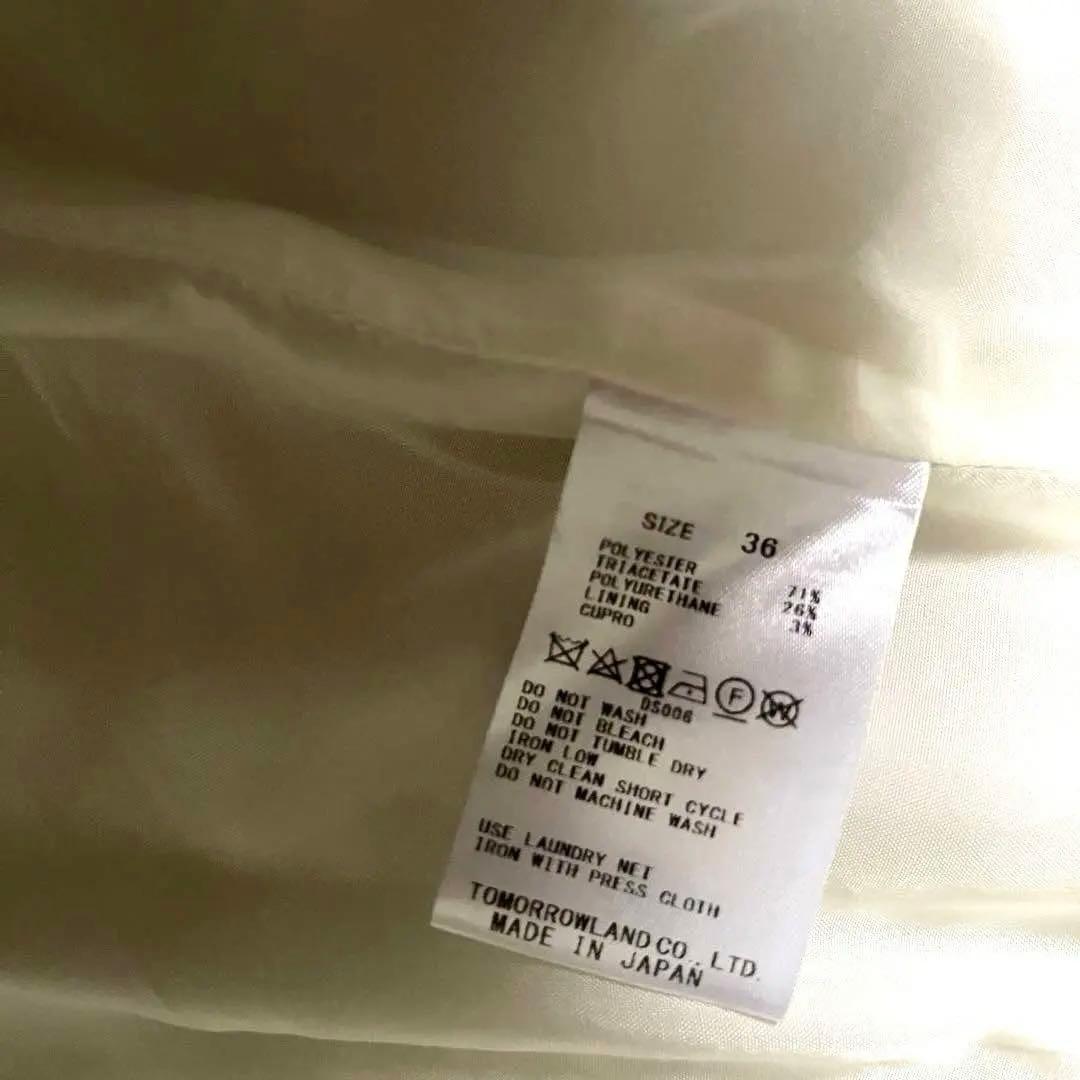 SIZE 36
POLYESTER 71%
TRIACETATE 26%
POLYURETHANE 3%
LINING
CUPRO
F W
DS006
DO NOT WASH
DO NOT BLEACH
DO NOT TUMBLE DRY
IRON LOW
DRY CLEAN SHORT CYCLE
DO NOT MACHINE WASH
USE LAUNDRY NET
IRON WITH PRESS CLOTH
TOMORROWLAND CO., LTD.
MADE IN JAPAN